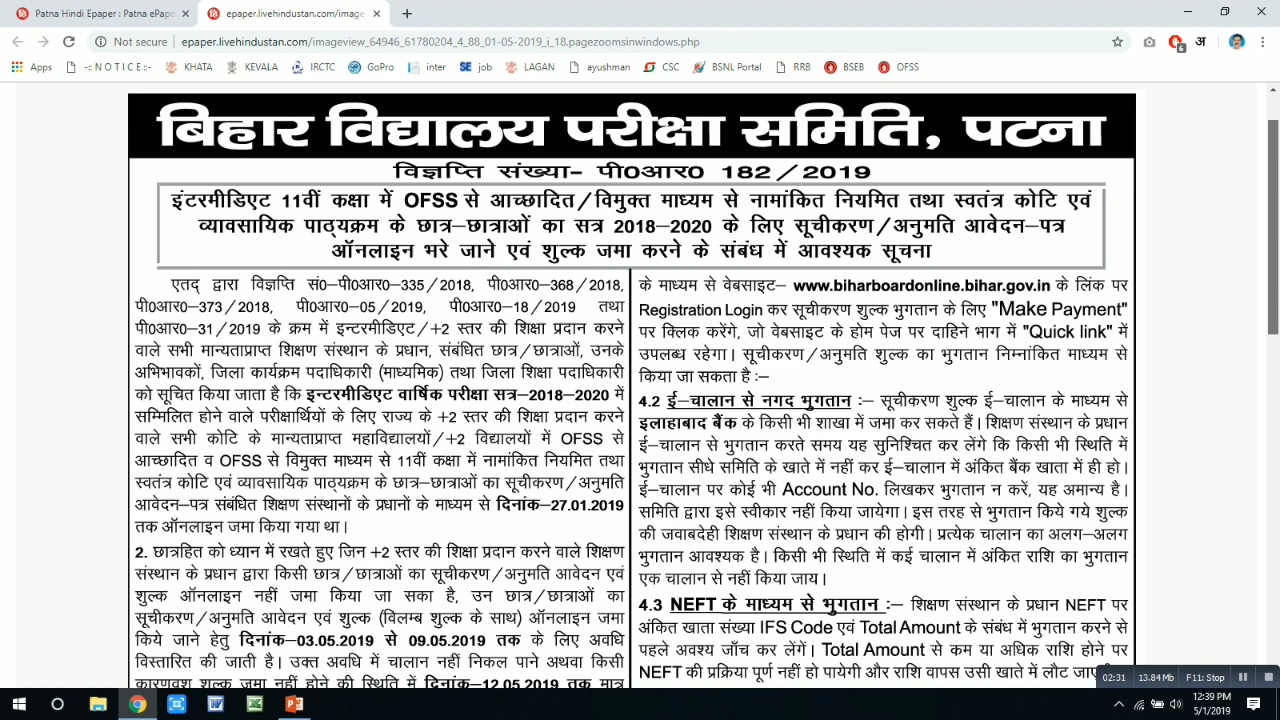 Patna Hindi Epaper : Patna ePape
epaper.livehindustan.com/image
Not secure
epaper.livehindustan.com/imageview_64946_61780204_4_88_01-05-2019_i_18.pagezoomsinwindows.php
6
अ
Apps
-:: N O T I C E ::-
KHATA
KEVALA
IRCTC
GoPro
inter
job
LAGAN
ayushman
CSC
BSNL Portal
RRB
BSEB
OFSS
बिहार विद्यालय परीक्षा समिति, पटना
विज्ञप्ति संख्या- पी0आर0 182/2019
इंटरमीडिएट 11वीं कक्षा में OFSS से आच्छादित/विमुक्त माध्यम से नामांकित नियमित तथा स्वतंत्र कोटि एवं
व्यावसायिक पाठ्यक्रम के छात्र-छात्राओं का सत्र 2018-2020 के लिए सूचीकरण/अनुमति आवेदन-पत्र
ऑनलाइन भरे जाने एवं शुल्क जमा करने के संबंध में आवश्यक सूचना
एतद् द्वारा विज्ञप्ति सं0-पी0आर0-335/2018, पी0आर0-368/2018,
पी0आर0-373/2018, पी0आर0-05/2019, पी0आर0-18/2019 तथा
पी0आर0-31/2019 के क्रम में इन्टरमीडिएट/+2 स्तर की शिक्षा प्रदान करने
वाले सभी मान्यताप्राप्त शिक्षण संस्थान के प्रधान, संबंधित छात्र/छात्राओं, उनके
अभिभावकों, जिला कार्यक्रम पदाधिकारी (माध्यमिक) तथा जिला शिक्षा पदाधिकारी
को सूचित किया जाता है कि इन्टरमीडिएट वार्षिक परीक्षा सत्र-2018-2020 में
सम्मिलित होने वाले परीक्षार्थियों के लिए राज्य के +2 स्तर की शिक्षा प्रदान करने
वाले सभी कोटि के मान्यताप्राप्त महाविद्यालयों/+2 विद्यालयों में OFSS से
आच्छादित व OFSS से विमुक्त माध्यम से 11वीं कक्षा में नामांकित नियमित तथा
स्वतंत्र कोटि एवं व्यावसायिक पाठ्यक्रम के छात्र-छात्राओं का सूचीकरण/अनुमति
आवेदन-पत्र संबंधित शिक्षण संस्थानों के प्रधानों के माध्यम से दिनांक-27.01.2019
तक ऑनलाइन जमा किया गया था।
2. छात्रहित को ध्यान में रखते हुए जिन +2 स्तर की शिक्षा प्रदान करने वाले शिक्षण
संस्थान के प्रधान द्वारा किसी छात्र/छात्राओं का सूचीकरण/अनुमति आवेदन एवं
शुल्क ऑनलाइन नहीं जमा किया जा सका है, उन छात्र/छात्राओं का
सूचीकरण/अनुमति आवेदन एवं शुल्क (विलम्ब शुल्क के साथ) ऑनलाइन जमा
किये जाने हेतु दिनांक-03.05.2019 से 09.05.2019 तक के लिए अवधि
विस्तारित की जाती है। उक्त अवधि में चालान नहीं निकल पाने अथवा किसी
कारणवश शुल्क जमा नहीं होने की स्थिति में दिनांक-12.05.2019 तक मात्र
के माध्यम से वेबसाइट- www.biharboardonline.bihar.gov.in के लिंक पर
Registration Login कर सूचीकरण शुल्क भुगतान के लिए "Make Payment"
पर क्लिक करेंगे, जो वेबसाइट के होम पेज पर दाहिने भाग में "Quick link" में
उपलब्ध रहेगा। सूचीकरण/अनुमति शुल्क का भुगतान निम्नांकित माध्यम से
किया जा सकता है :-
4.2 ई-चालान से नगद भुगतान :- सूचीकरण शुल्क ई-चालान के माध्यम से
इलाहाबाद बैंक के किसी भी शाखा में जमा कर सकते हैं। शिक्षण संस्थान के प्रधान
ई-चालान से भुगतान करते समय यह सुनिश्चित कर लेंगे कि किसी भी स्थिति में
भुगतान सीधे समिति के खाते में नहीं कर ई-चालान में अंकित बैंक खाता में ही हो।
ई-चालान पर कोई भी Account No. लिखकर भुगतान न करें, यह अमान्य है।
समिति द्वारा इसे स्वीकार नहीं किया जायेगा। इस तरह से भुगतान किये गये शुल्क
की जवाबदेही शिक्षण संस्थान के प्रधान की होगी। प्रत्येक चालान का अलग-अलग
भुगतान आवश्यक है। किसी भी स्थिति में कई चालान में अंकित राशि का भुगतान
एक चालान से नहीं किया जाय।
4.3 NEFT के माध्यम से भुगतान :- शिक्षण संस्थान के प्रधान NEFT पर
अंकित खाता संख्या IFS Code एवं Total Amount के संबंध में भुगतान करने से
पहले अवश्य जाँच कर लेंगें। Total Amount से कम या अधिक राशि होने पर
NEFT की प्रक्रिया पूर्ण नहीं हो पायेगी और राशि वापस उसी खाते में लौट
02:31 13.84 Mb F11: Stop
12:39 PM
5/1/2019